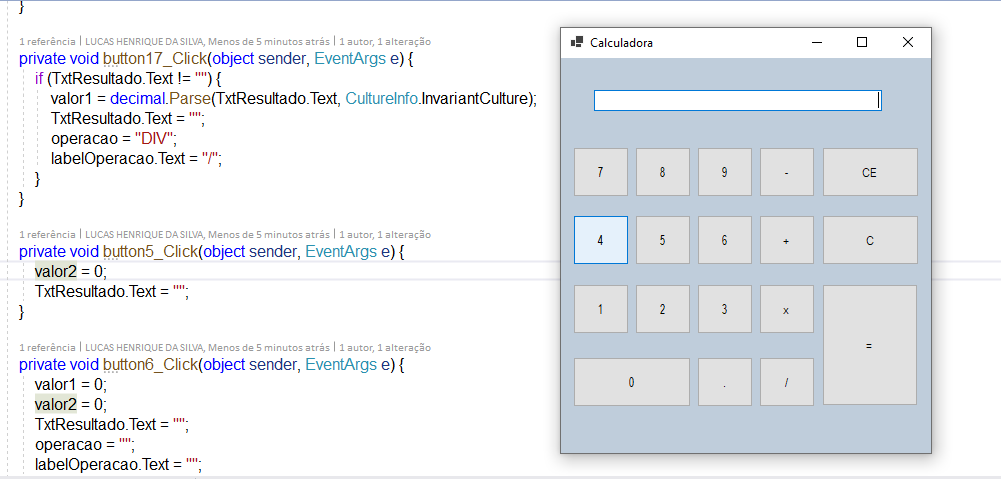 }
1 referência | LUCAS HENRIQUE DA SILVA, Menos de 5 minutos atrás | 1 autor, 1 alteração
private void button17_Click(object sender, EventArgs e) {
if (TxtResultado.Text != "") {
valor1 = decimal.Parse(TxtResultado.Text, CultureInfo.InvariantCulture);
TxtResultado.Text = "";
operacao = "DIV";
labelOperacao.Text = "/";
}
}
1 referência | LUCAS HENRIQUE DA SILVA, Menos de 5 minutos atrás | 1 autor, 1 alteração
private void button5_Click(object sender, EventArgs e) {
valor2 = 0;
TxtResultado.Text = "";
}
1 referência | LUCAS HENRIQUE DA SILVA, Menos de 5 minutos atrás | 1 autor, 1 alteração
private void button6_Click(object sender, EventArgs e) {
valor1 = 0;
valor2 = 0;
TxtResultado.Text = "";
operacao = "";
labelOperacao.Text = "";
Calculadora
7 8 9 - CE
4 5 6 + C
1 2 3 x
=
0 . /